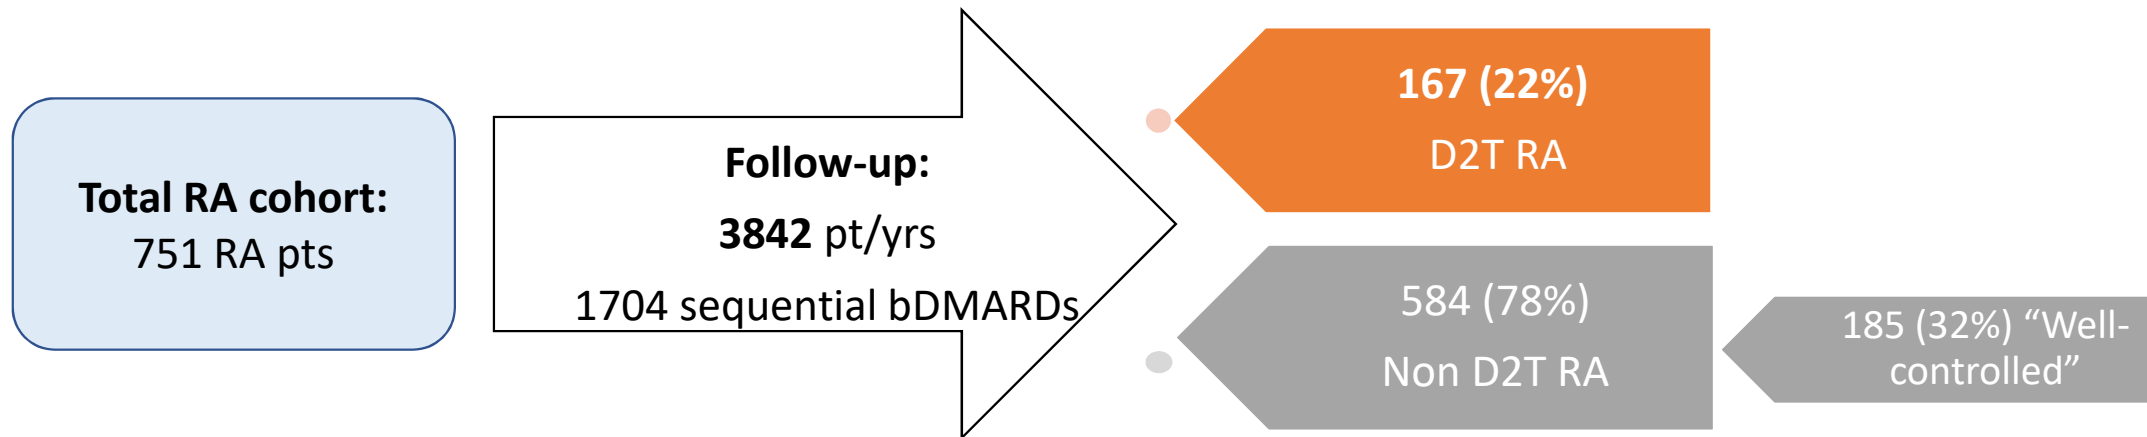 Total RA cohort:
751 RA pts
Follow-up:
3842 pt/yrs
1704 sequential bDMARDs
167 (22%)
D2T RA
584 (78%)
Non D2T RA
185 (32%) “Well-
controlled”